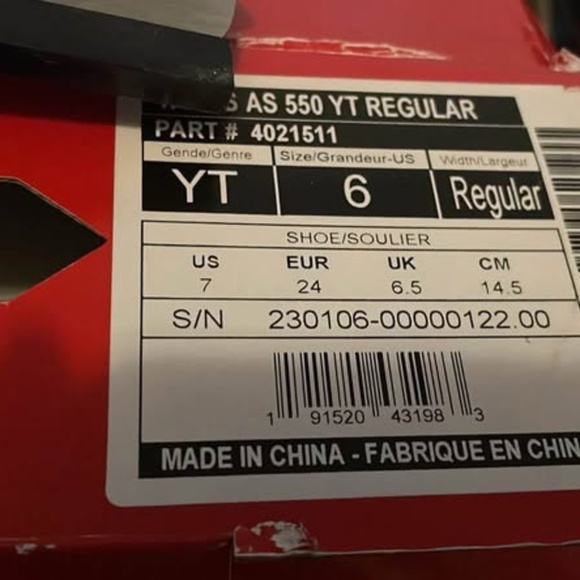 S AS 550 YT REGULAR
PART # 4021511
Gende/Genre Size/Grandeur-US Width/Largeur
YT 6 Regular
SHOE/SOULIER
US EUR UK CM
7 24 6.5 14.5
S/N 230106-00000122.00
1 91520 43198 3
MADE IN CHINA - FABRIQUE EN CHIN